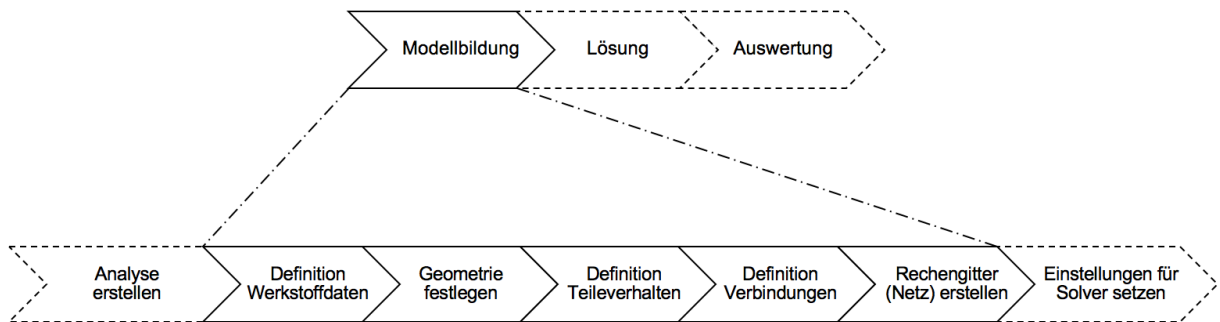 Modellbildung
Lösung
Auswertung
Analyse
erstellen
Definition
Werkstoffdaten
Geometrie
festlegen
Definition
Teileverhalten
Definition
Verbindungen
Rechengitter
(Netz) erstellen
Einstellungen für
Solver setzen